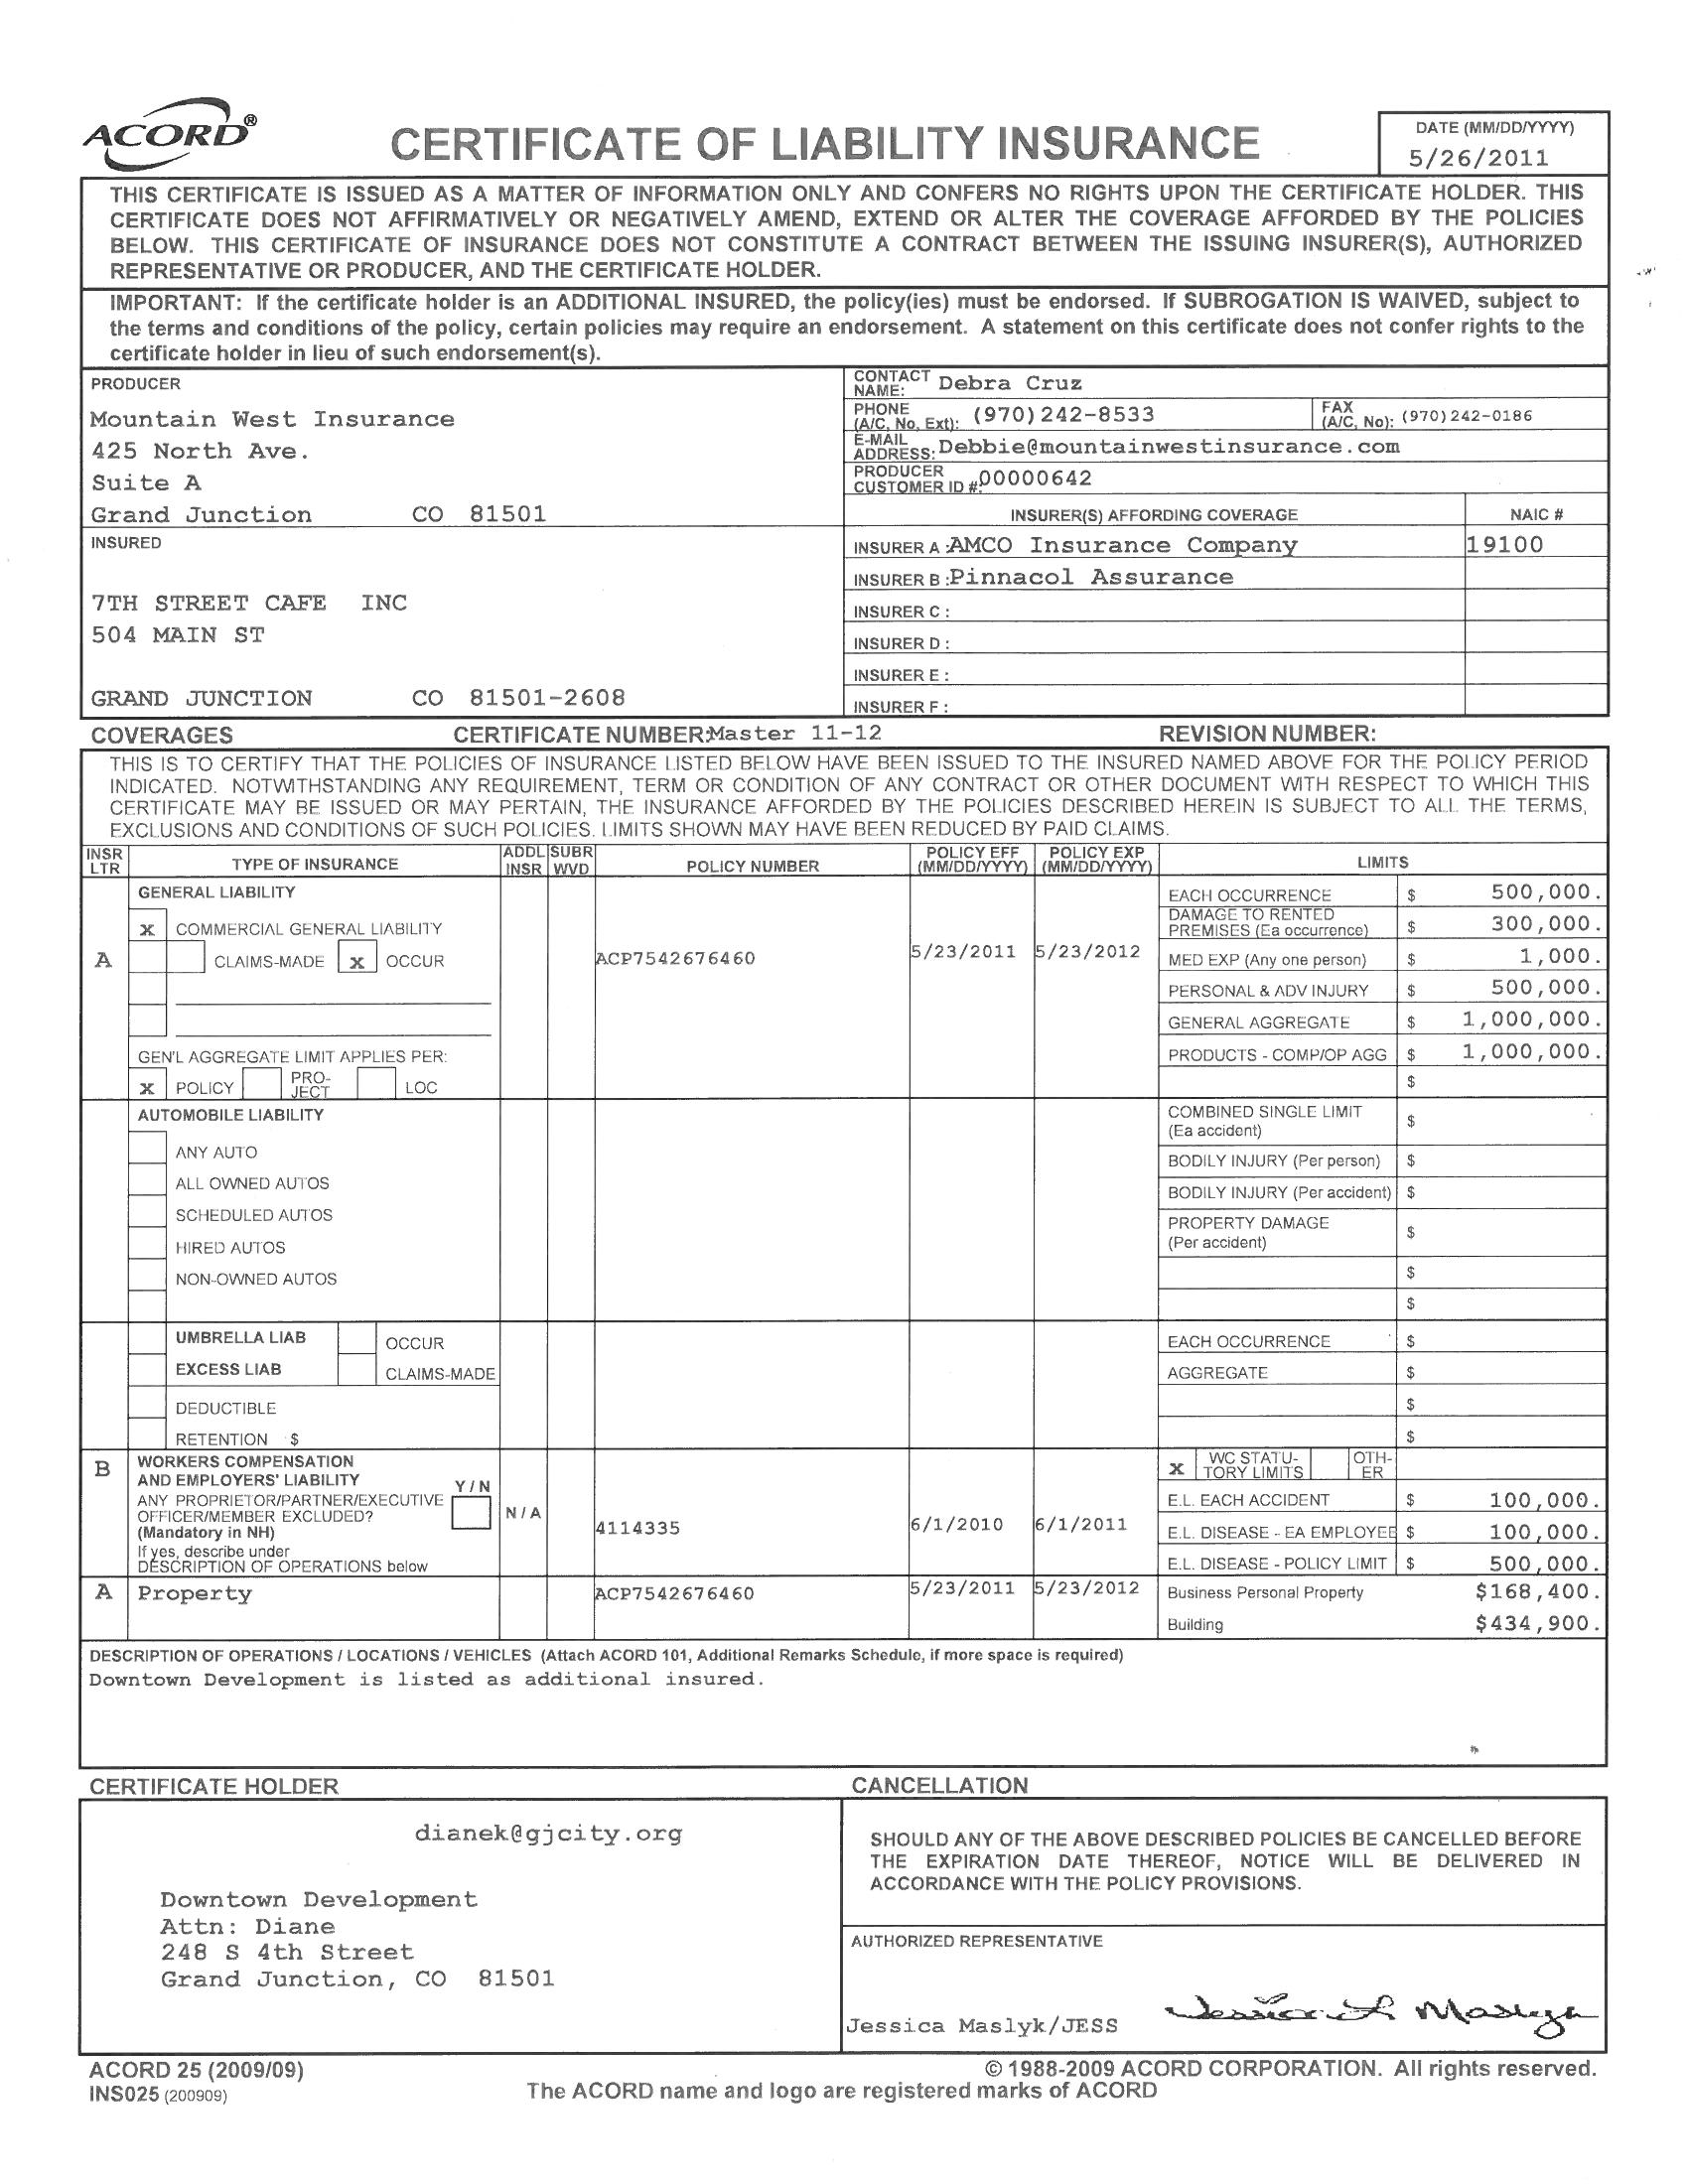 ACORD®
CERTIFICATE OF LIABILITY INSURANCE
DATE (MM/DD/YYYY)
5/26/2011
THIS CERTIFICATE IS ISSUED AS A MATTER OF INFORMATION ONLY AND CONFERS NO RIGHTS UPON THE CERTIFICATE HOLDER. THIS
CERTIFICATE DOES NOT AFFIRMATIVELY OR NEGATIVELY AMEND, EXTEND OR ALTER THE COVERAGE AFFORDED BY THE POLICIES
BELOW. THIS CERTIFICATE OF INSURANCE DOES NOT CONSTITUTE A CONTRACT BETWEEN THE ISSUING INSURER(S), AUTHORIZED
REPRESENTATIVE OR PRODUCER, AND THE CERTIFICATE HOLDER.
IMPORTANT: If the certificate holder is an ADDITIONAL INSURED, the policy(ies) must be endorsed. If SUBROGATION IS WAIVED, subject to
the terms and conditions of the policy, certain policies may require an endorsement. A statement on this certificate does not confer rights to the
certificate holder in lieu of such endorsement(s).
PRODUCER
Mountain West Insurance
425 North Ave.
Suite A
Grand Junction CO 81501
CONTACT NAME: Debra Cruz
PHONE (A/C, No, Ext): (970)242-8533
FAX (A/C, No): (970)242-0186
E-MAIL ADDRESS: Debbie@mountainwestinsurance.com
PRODUCER CUSTOMER ID #: 00000642
INSURER(S) AFFORDING COVERAGE NAIC #
INSURED
7TH STREET CAFE INC
504 MAIN ST
GRAND JUNCTION CO 81501-2608
INSURER A :AMCO Insurance Company 19100
INSURER B :Pinnacol Assurance
INSURER C :
INSURER D :
INSURER E :
INSURER F :
COVERAGES CERTIFICATE NUMBER:Master 11-12 REVISION NUMBER:
THIS IS TO CERTIFY THAT THE POLICIES OF INSURANCE LISTED BELOW HAVE BEEN ISSUED TO THE INSURED NAMED ABOVE FOR THE POLICY PERIOD
INDICATED. NOTWITHSTANDING ANY REQUIREMENT, TERM OR CONDITION OF ANY CONTRACT OR OTHER DOCUMENT WITH RESPECT TO WHICH THIS
CERTIFICATE MAY BE ISSUED OR MAY PERTAIN, THE INSURANCE AFFORDED BY THE POLICIES DESCRIBED HEREIN IS SUBJECT TO ALL THE TERMS,
EXCLUSIONS AND CONDITIONS OF SUCH POLICIES. LIMITS SHOWN MAY HAVE BEEN REDUCED BY PAID CLAIMS.
INSR LTR TYPE OF INSURANCE ADDL INSR SUBR WVD POLICY NUMBER POLICY EFF (MM/DD/YYYY) POLICY EXP (MM/DD/YYYY) LIMITS
GENERAL LIABILITY
X COMMERCIAL GENERAL LIABILITY
A CLAIMS-MADE X OCCUR ACP7542676460 5/23/2011 5/23/2012
GEN'L AGGREGATE LIMIT APPLIES PER:
X POLICY PRO-JECT LOC
EACH OCCURRENCE $ 500,000.
DAMAGE TO RENTED PREMISES (Ea occurrence) $ 300,000.
MED EXP (Any one person) $ 1,000.
PERSONAL & ADV INJURY $ 500,000.
GENERAL AGGREGATE $ 1,000,000.
PRODUCTS - COMP/OP AGG $ 1,000,000.
$
AUTOMOBILE LIABILITY
ANY AUTO
ALL OWNED AUTOS
SCHEDULED AUTOS
HIRED AUTOS
NON-OWNED AUTOS
COMBINED SINGLE LIMIT (Ea accident) $
BODILY INJURY (Per person) $
BODILY INJURY (Per accident) $
PROPERTY DAMAGE (Per accident) $
$
$
UMBRELLA LIAB OCCUR
EXCESS LIAB CLAIMS-MADE
DEDUCTIBLE
RETENTION $
EACH OCCURRENCE $
AGGREGATE $
$
$
B WORKERS COMPENSATION
AND EMPLOYERS' LIABILITY Y / N
ANY PROPRIETOR/PARTNER/EXECUTIVE
OFFICER/MEMBER EXCLUDED? N / A
(Mandatory in NH)
If yes, describe under
DESCRIPTION OF OPERATIONS below
4114335 6/1/2010 6/1/2011
X WC STATU-TORY LIMITS OTH-ER
E.L. EACH ACCIDENT $ 100,000.
E.L. DISEASE - EA EMPLOYEE $ 100,000.
E.L. DISEASE - POLICY LIMIT $ 500,000.
A Property ACP7542676460 5/23/2011 5/23/2012 Business Personal Property $168,400.
Building $434,900.
DESCRIPTION OF OPERATIONS / LOCATIONS / VEHICLES (Attach ACORD 101, Additional Remarks Schedule, if more space is required)
Downtown Development is listed as additional insured.
CERTIFICATE HOLDER
dianek@gjcity.org
Downtown Development
Attn: Diane
248 S 4th Street
Grand Junction, CO 81501
CANCELLATION
SHOULD ANY OF THE ABOVE DESCRIBED POLICIES BE CANCELLED BEFORE
THE EXPIRATION DATE THEREOF, NOTICE WILL BE DELIVERED IN
ACCORDANCE WITH THE POLICY PROVISIONS.
AUTHORIZED REPRESENTATIVE
Jessica Maslyk/JESS
ACORD 25 (2009/09)
INS025 (200909)
© 1988-2009 ACORD CORPORATION. All rights reserved.
The ACORD name and logo are registered marks of ACORD